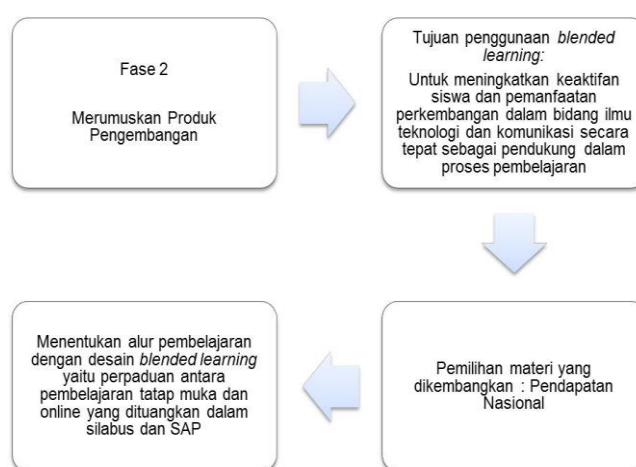 Fase 2
Merumuskan Produk
Pengembangan
Tujuan penggunaan blended
learning:
Untuk meningkatkan keaktifan
siswa dan pemanfaatan
perkembangan dalam bidang ilmu
teknologi dan komunikasi secara
tepat sebagai pendukung dalam
proses pembelajaran
Pemilihan materi yang
dikembangkan : Pendapatan
Nasional
Menentukan alur pembelajaran
dengan desain blended learning
yaitu perpaduan antara
pembelajaran tatap muka dan
online yang dituangkan dalam
silabus dan SAP